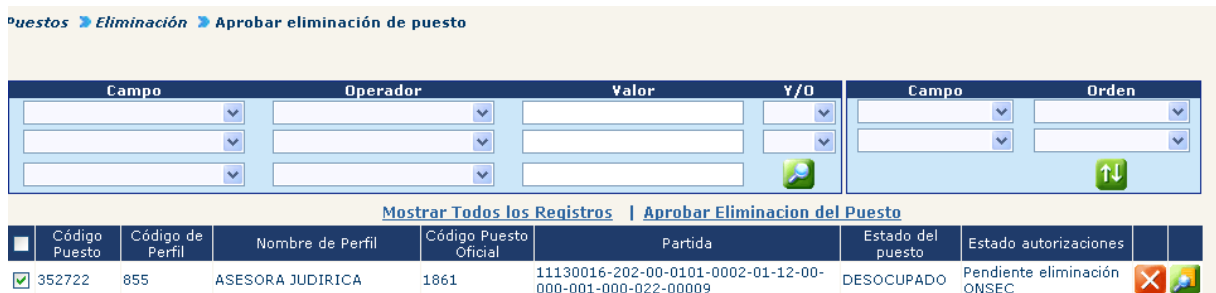 Puestos Eliminación Aprobar eliminación de puesto
Campo Operador Valor Y/O Campo Orden
Mostrar Todos los Registros | Aprobar Eliminacion del Puesto
Código Puesto Código de Perfil Nombre de Perfil Código Puesto Oficial Partida Estado del puesto Estado autorizaciones
352722 855 ASESORA JUDIRICA 1861 11130016-202-00-0101-0002-01-12-00-000-001-000-022-00009 DESOCUPADO Pendiente eliminación ONSEC